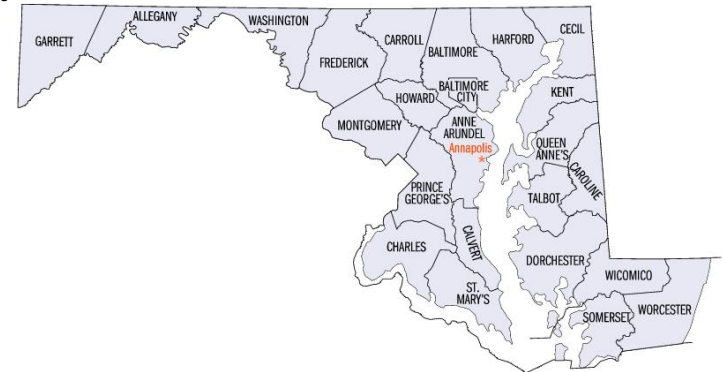 GARRETT
ALLEGANY
WASHINGTON
FREDERICK
CARROLL
BALTIMORE
HARFORD
CECIL
BALTIMORE
CITY
HOWARD
KENT
MONTGOMERY
ANNE
ARUNDEL
Annapolis
*
QUEEN
ANNE'S
CAROLINE
TALBOT
PRINCE
GEORGE'S
CALVERT
CHARLES
DORCHESTER
ST.
MARY'S
WICOMICO
SOMERSET
WORCESTER